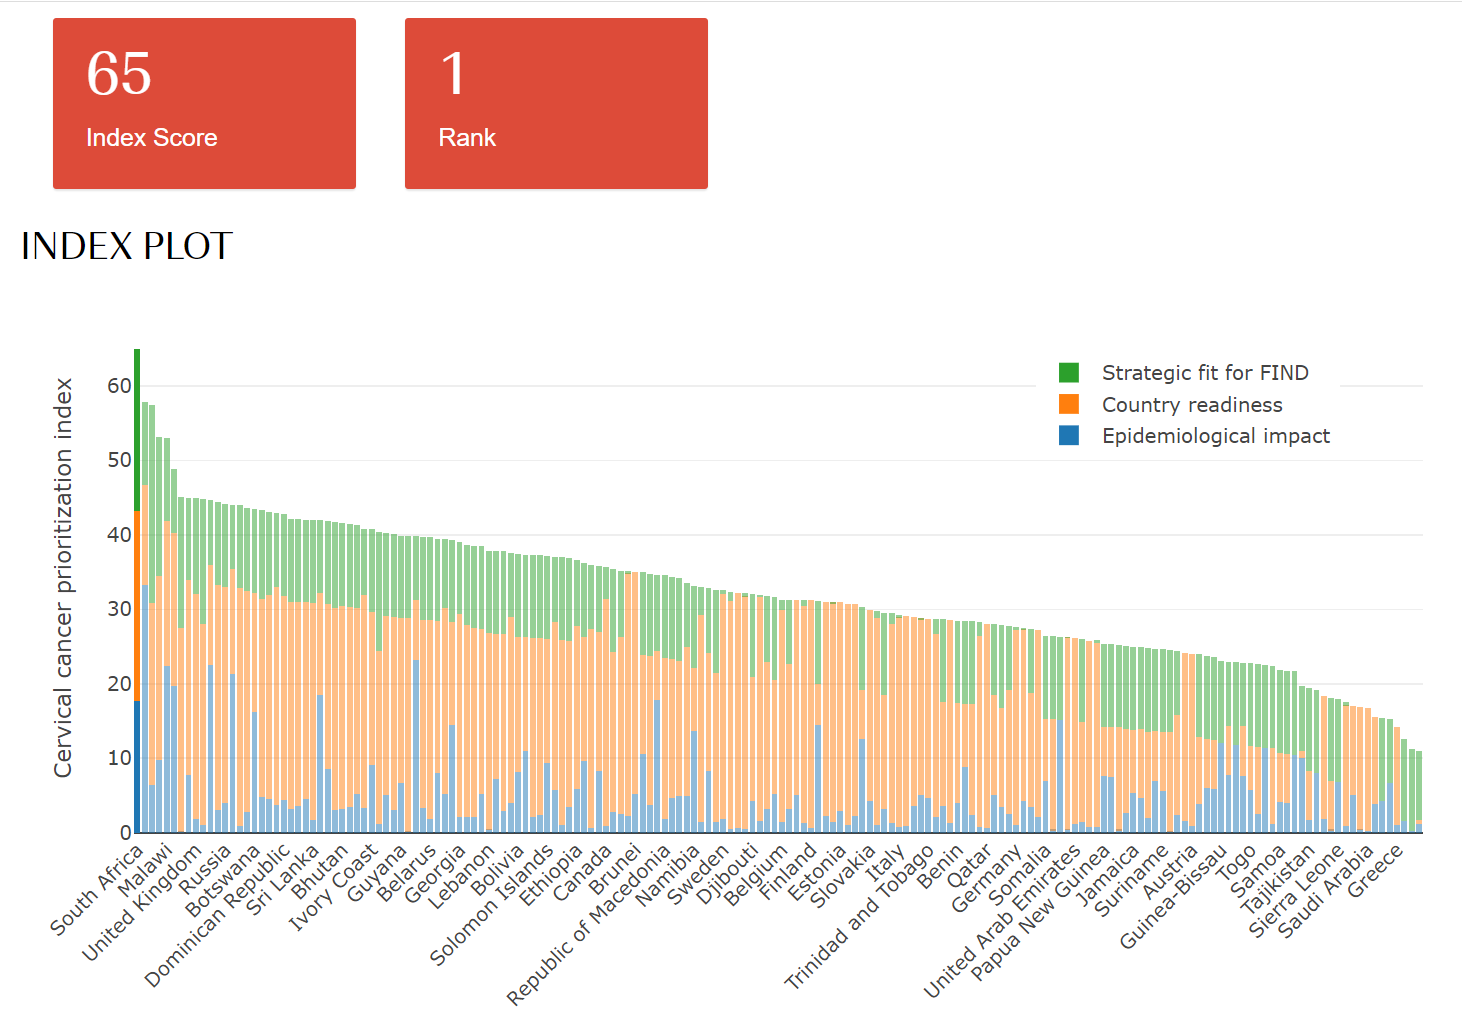 65
Index Score
1
Rank
INDEX PLOT
Strategic fit for FIND
Country readiness
Epidemiological impact
Cervical cancer prioritization index
60
50
40
30
20
10
0
South Africa
Malawi
United Kingdom
Russia
Botswana
Dominican Republic
Sri Lanka
Bhutan
Ivory Coast
Guyana
Belarus
Georgia
Lebanon
Bolivia
Solomon Islands
Ethiopia
Canada
Brunei
Republic of Macedonia
Namibia
Sweden
Djibouti
Belgium
Finland
Estonia
Slovakia
Italy
Trinidad and Tobago
Benin
Qatar
Germany
Somalia
United Arab Emirates
Papua New Guinea
Jamaica
Suriname
Austria
Guinea-Bissau
Togo
Samoa
Tajikistan
Sierra Leone
Saudi Arabia
Greece